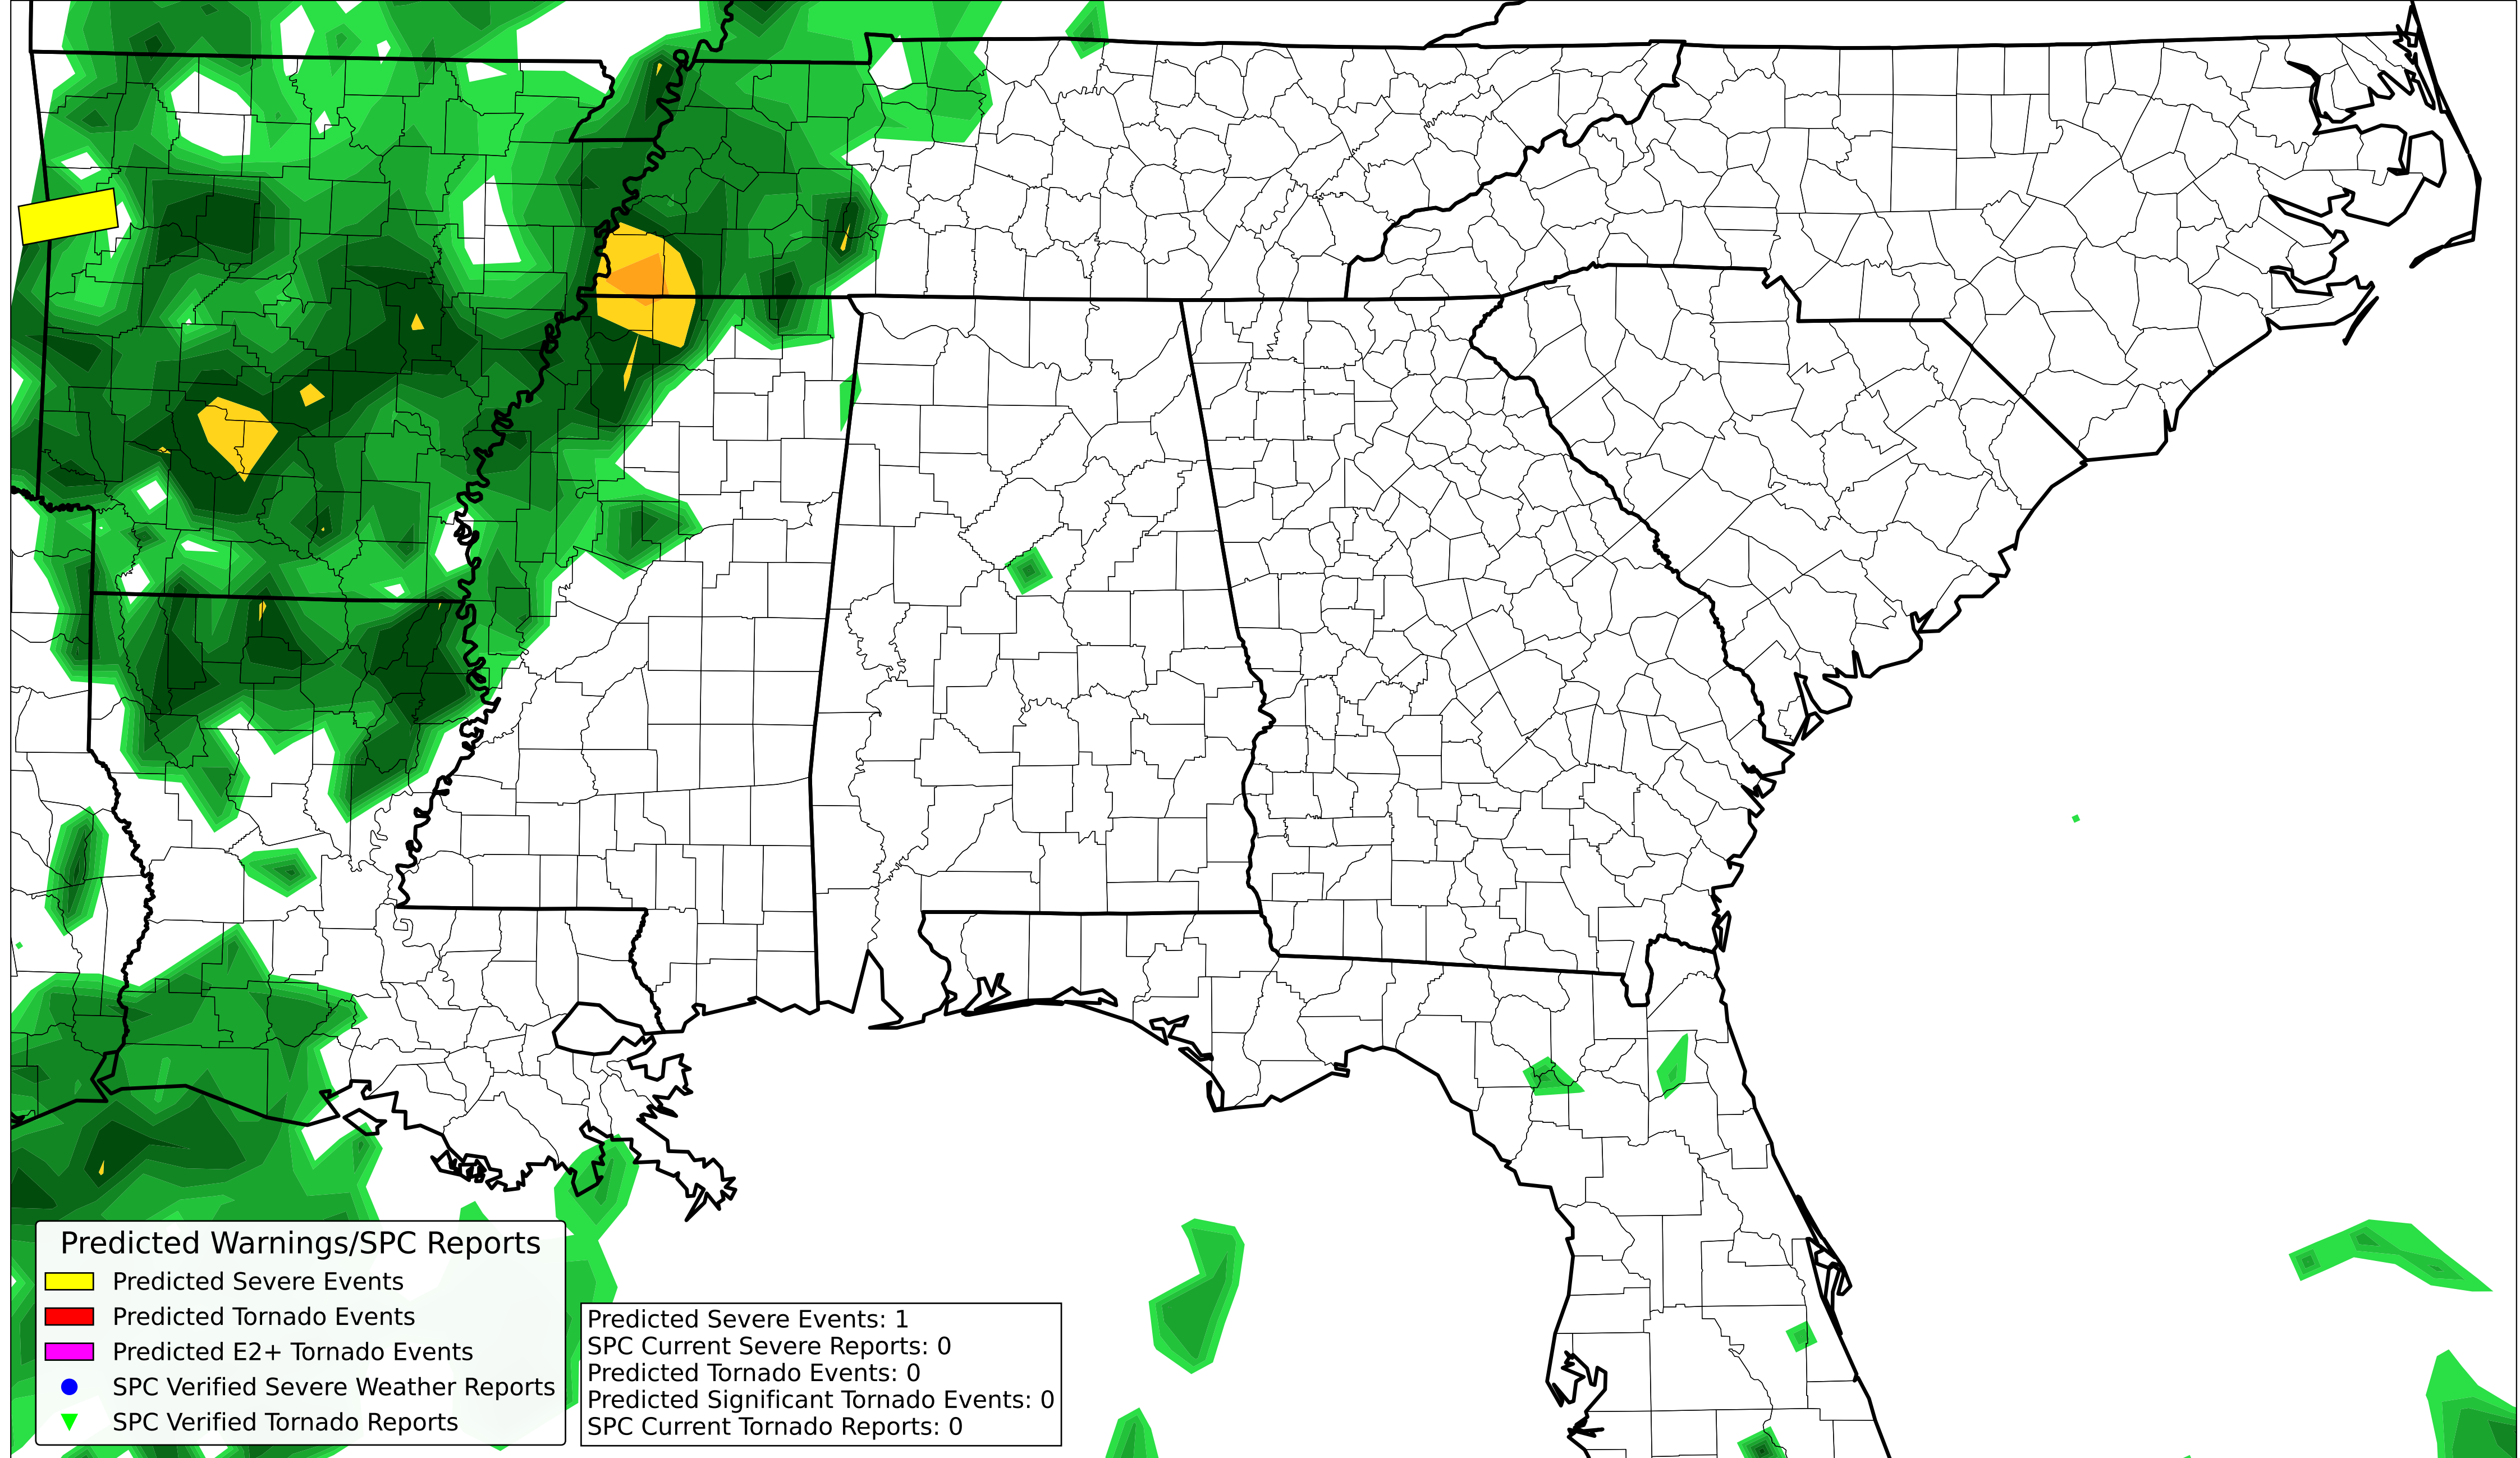 Predicted Warnings/SPC Reports
Predicted Severe Events
Predicted Tornado Events
Predicted E2+ Tornado Events
SPC Verified Severe Weather Reports
SPC Verified Tornado Reports
Predicted Severe Events: 1
SPC Current Severe Reports: 0
Predicted Tornado Events: 0
Predicted Significant Tornado Events: 0
SPC Current Tornado Reports: 0